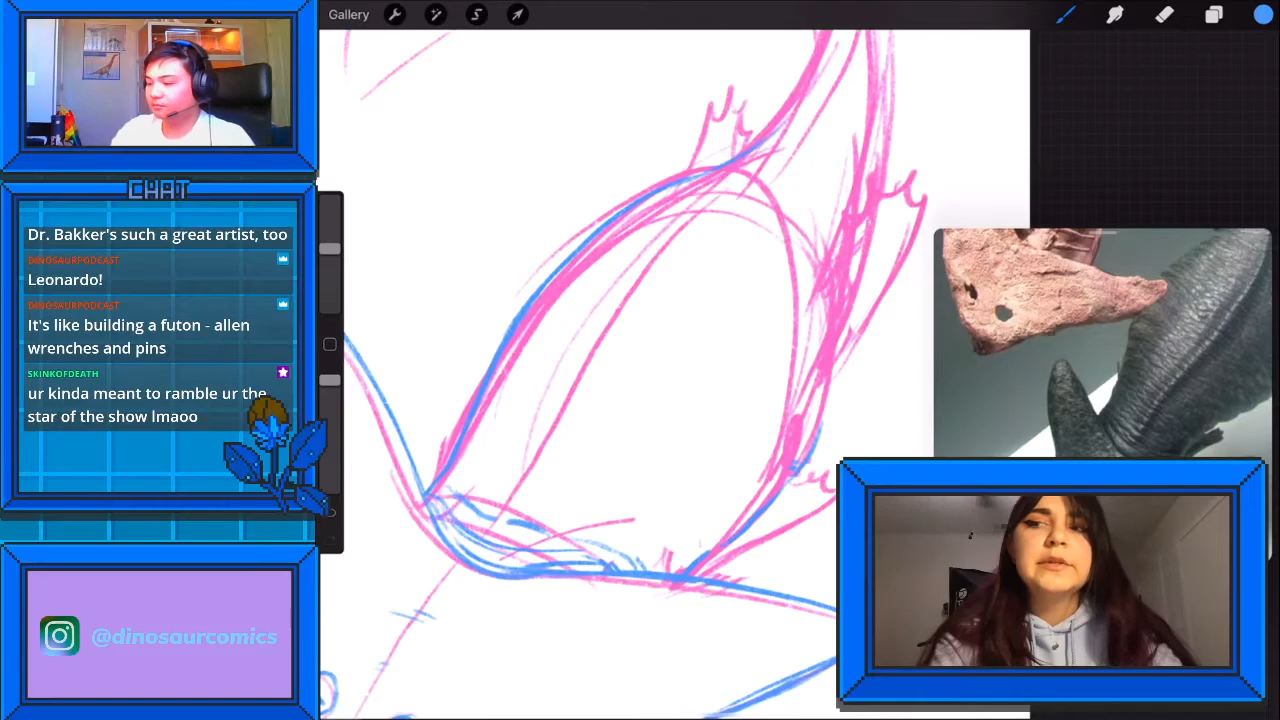 Gallery
CHAT
Dr. Bakker's such a great artist, too
DINOSAURPODCAST
Leonardo!
DINOSAURPODCAST
It's like building a futon - allen
wrenches and pins
SKINKOFDEATH
ur kinda meant to ramble ur the
star of the show lmaoo
@dinosaurcomics